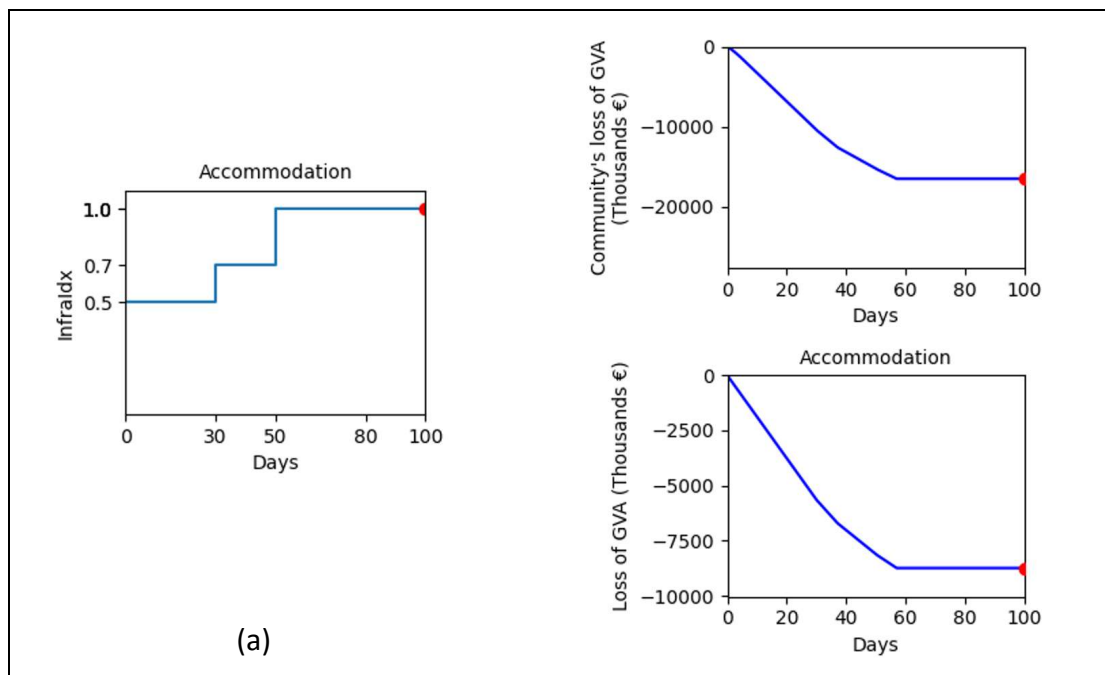 Accommodation
1.0
0.7
0.5
InfraIdx
0
30
50
80
100
Days
(a)
Community's loss of GVA
(Thousands €)
0
−10000
−20000
0
20
40
60
80
100
Days
Accommodation
Loss of GVA (Thousands €)
0
−2500
−5000
−7500
−10000
0
20
40
60
80
100
Days